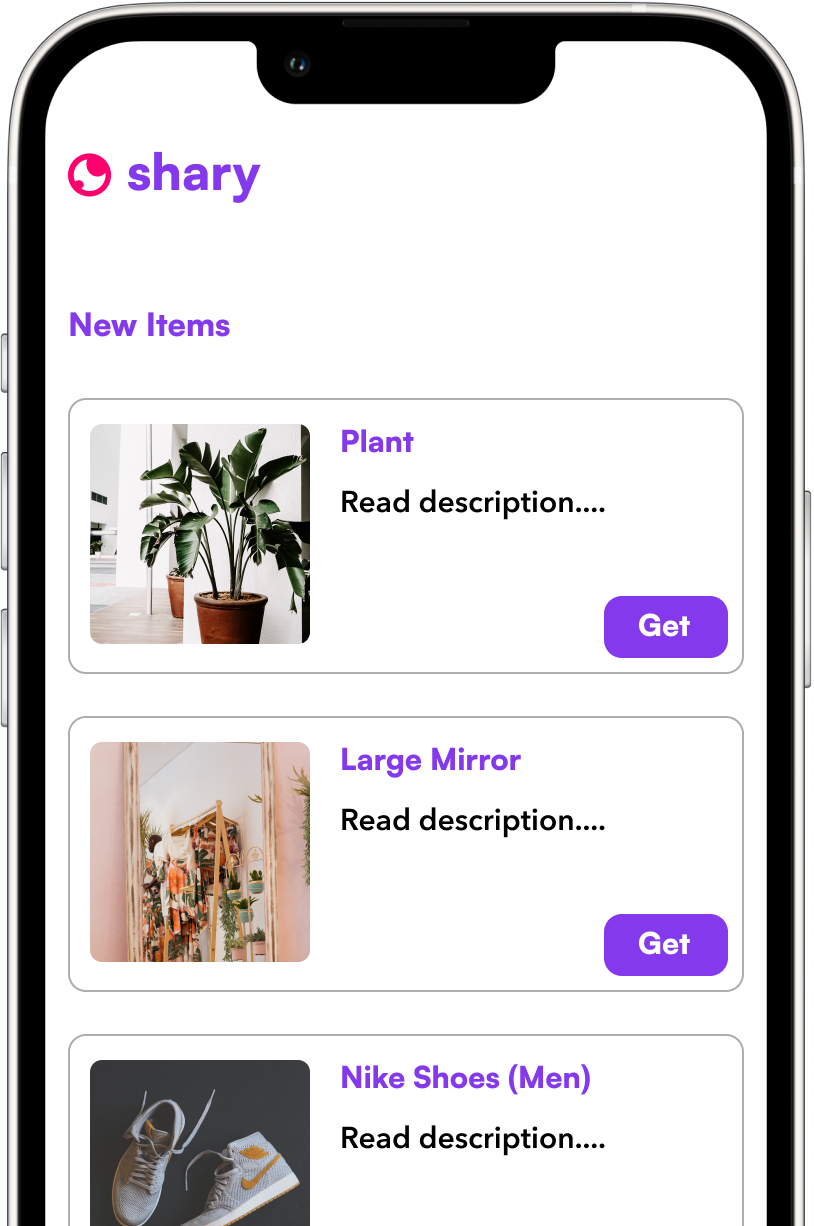 shary
New Items
Plant
Read description....
Get
Large Mirror
Read description....
Get
Nike Shoes (Men)
Read description....